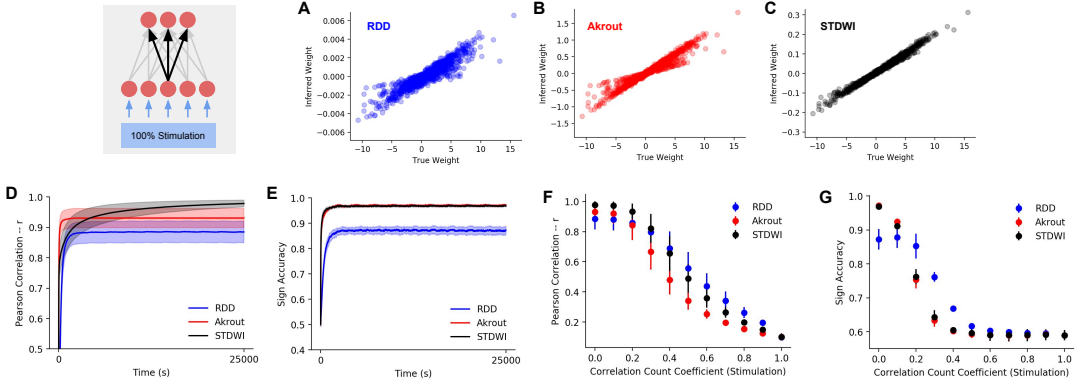 100% Stimulation
A
RDD
Inferred Weight
0.006
0.004
0.002
0.000
−0.002
−0.004
−0.006
−10 −5 0 5 10 15
True Weight
B
Akrout
Inferred Weight
1.5
1.0
0.5
0.0
−0.5
−1.0
−1.5
−10 −5 0 5 10 15
True Weight
C
STDWI
Inferred Weight
0.3
0.2
0.1
0.0
−0.1
−0.2
−0.3
−10 −5 0 5 10 15
True Weight
D
Pearson Correlation -- r
1.0
0.9
0.8
0.7
0.6
0.5
RDD
Akrout
STDWI
0 25000
Time (s)
E
Sign Accuracy
1.0
0.9
0.8
0.7
0.6
0.5
0.4
RDD
Akrout
STDWI
0 25000
Time (s)
F
Pearson Correlation -- r
1.0
0.8
0.6
0.4
0.2
RDD
Akrout
STDWI
0.0 0.2 0.4 0.6 0.8 1.0
Correlation Count Coefficient (Stimulation)
G
Sign Accuracy
1.0
0.9
0.8
0.7
0.6
RDD
Akrout
STDWI
0.0 0.2 0.4 0.6 0.8 1.0
Correlation Count Coefficient (Stimulation)